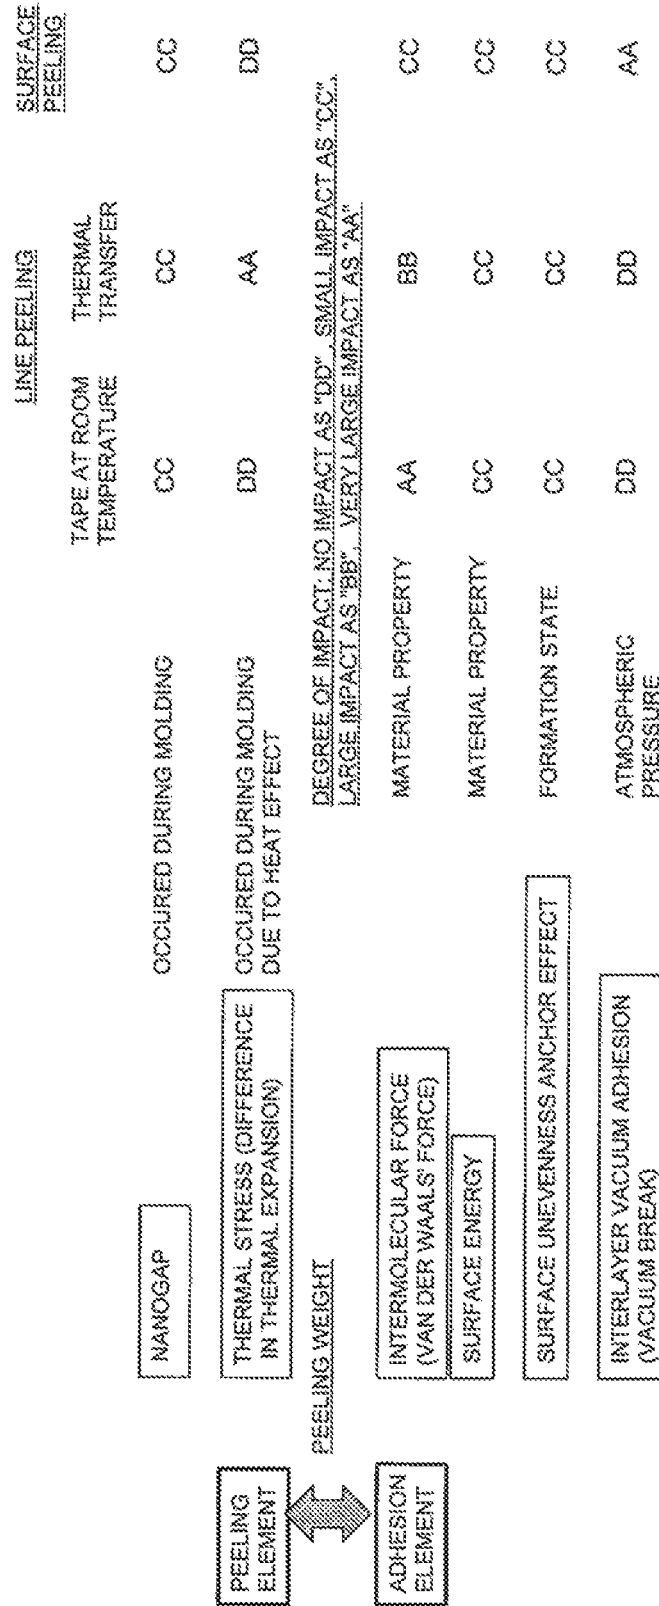 LINE PEELING
SURFACE
PEELING
TAPE AT ROOM
TEMPERATURE
THERMAL
TRANSFER
NANOGAP
OCCURED DURING MOLDING
CC
CC
CC
PEELING
ELEMENT
THERMAL STRESS (DIFFERENCE
IN THERMAL EXPANSION)
OCCURED DURING MOLDING
DUE TO HEAT EFFECT
DD
AA
DD
PEELING WEIGHT
DEGREE OF IMPACT: NO IMPACT AS "DD", SMALL IMPACT AS "CC",
LARGE IMPACT AS "BB", VERY LARGE IMPACT AS "AA"
ADHESION
ELEMENT
INTERMOLECULAR FORCE
(VAN DER WAALS' FORCE)
MATERIAL PROPERTY
AA
BB
CC
SURFACE ENERGY
MATERIAL PROPERTY
CC
CC
CC
SURFACE UNEVENNESS ANCHOR EFFECT
FORMATION STATE
CC
CC
CC
INTERLAYER VACUUM ADHESION
(VACUUM BREAK)
ATMOSPHERIC
PRESSURE
DD
DD
AA